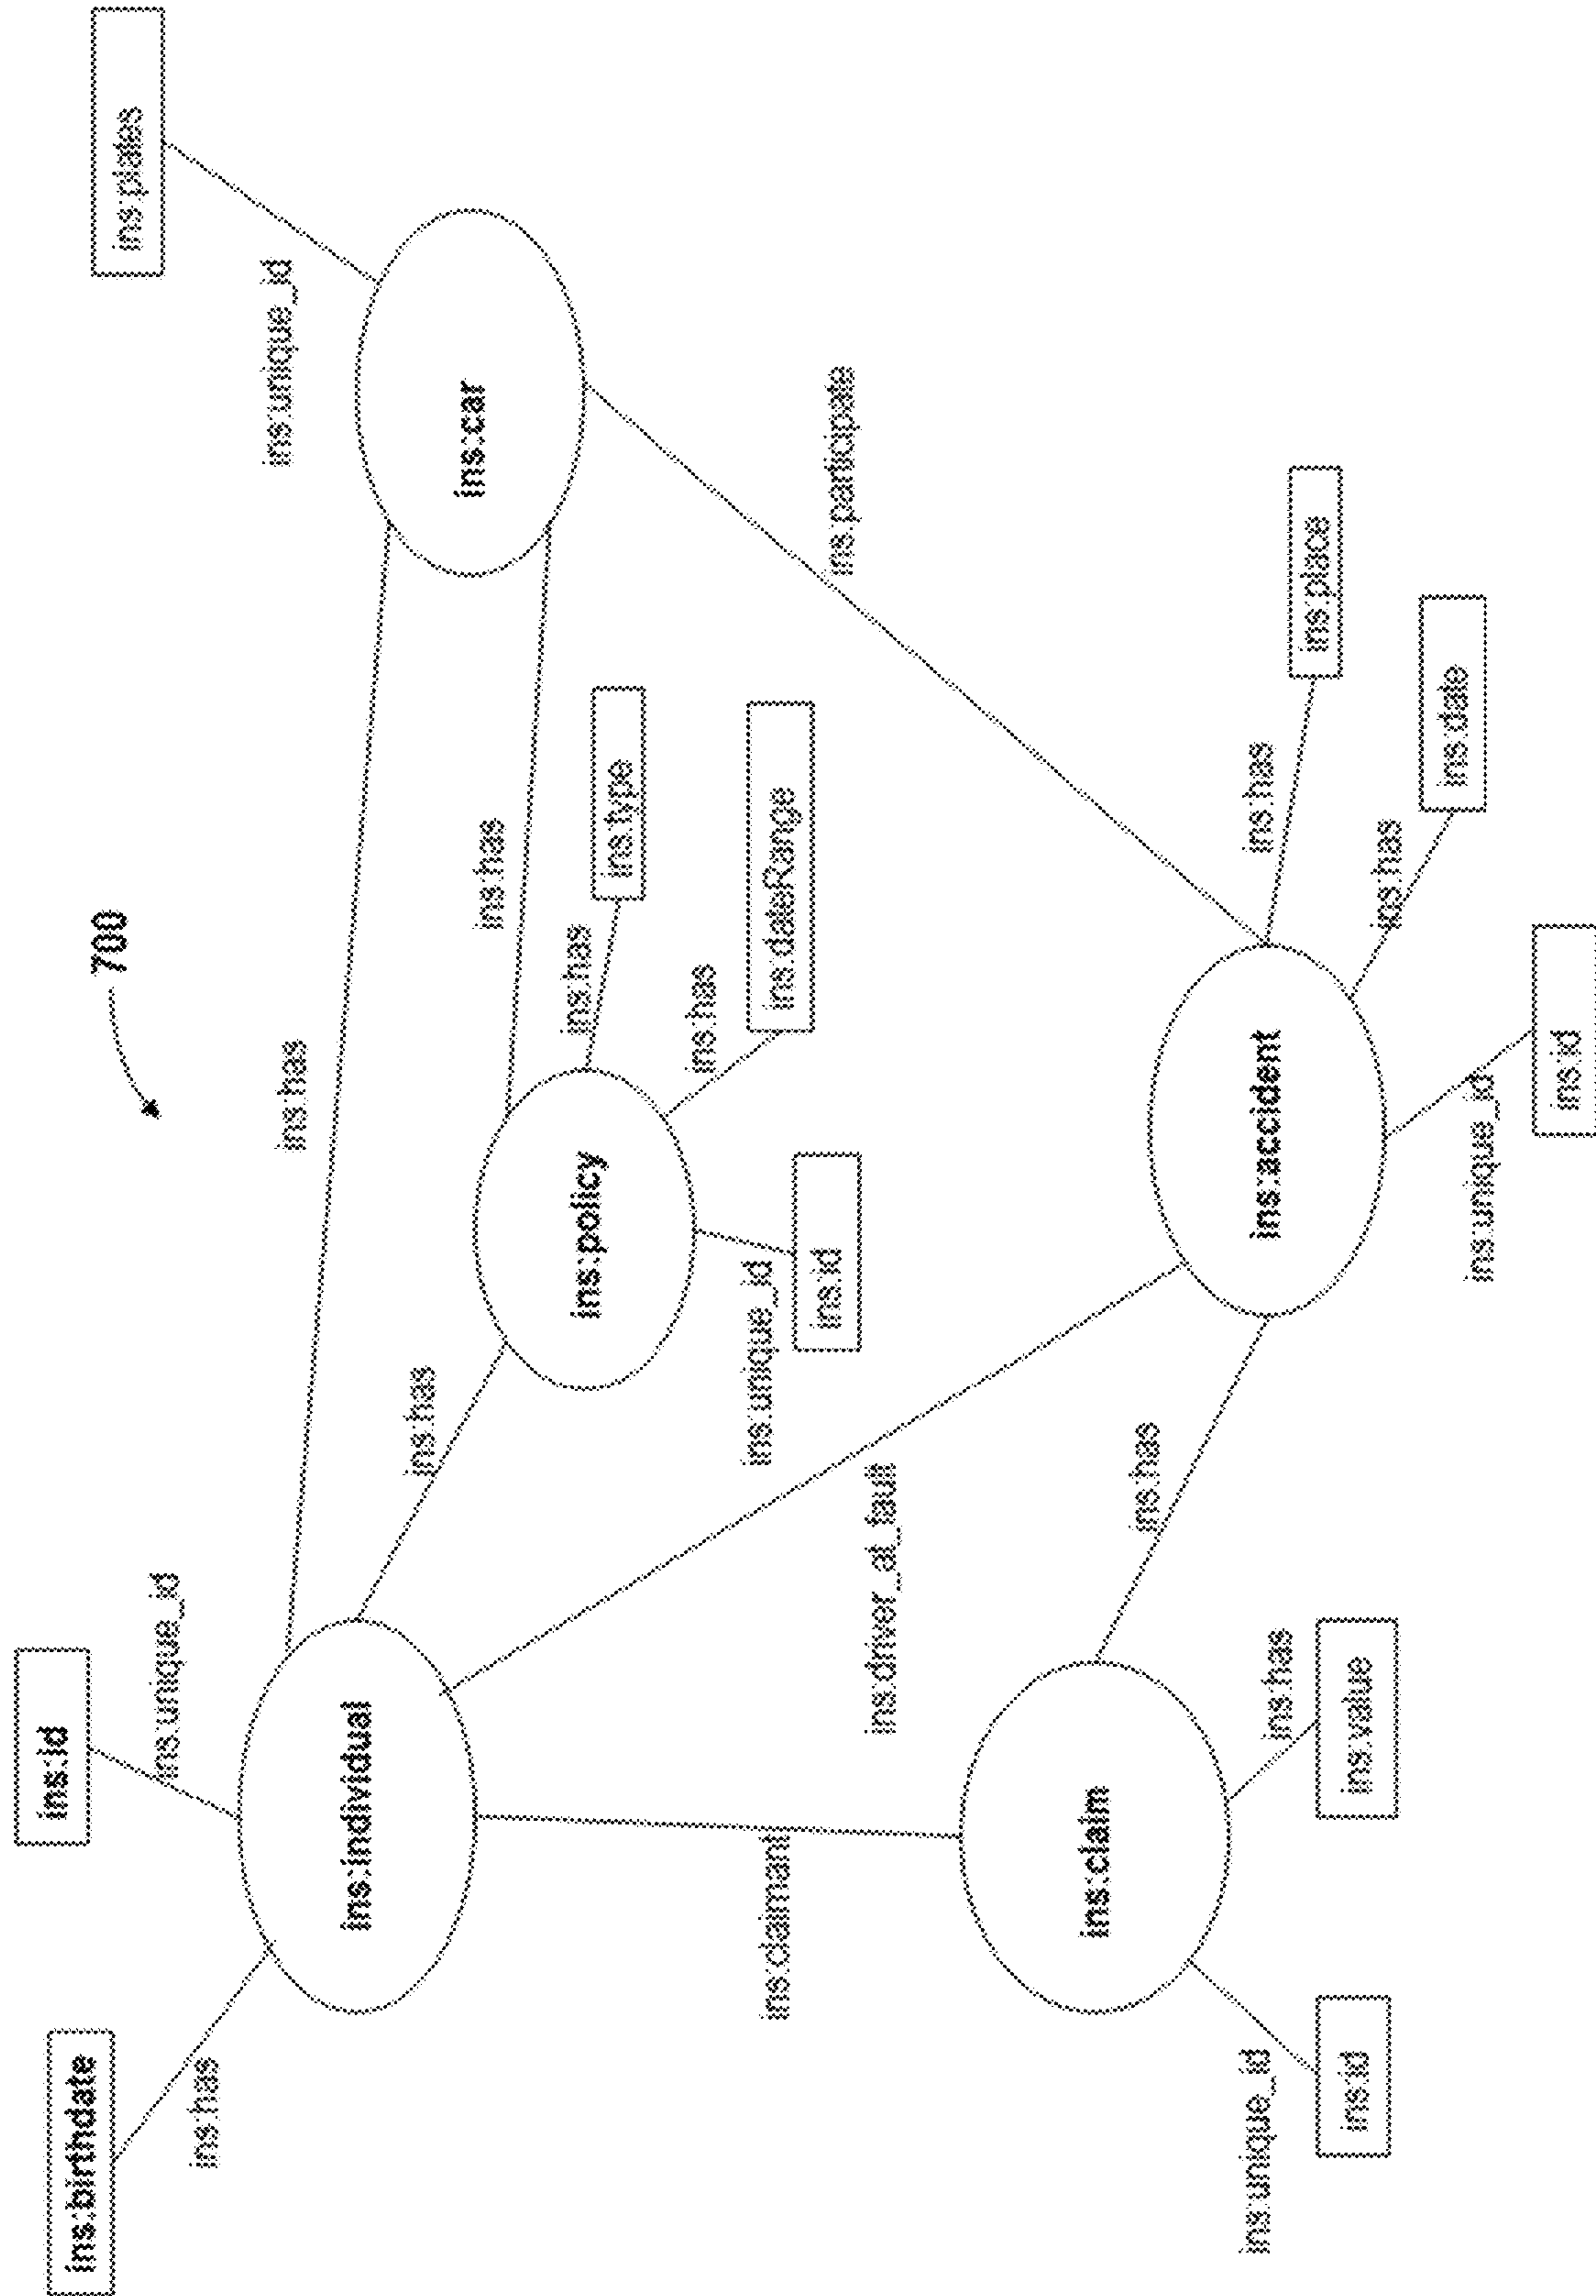 700
ins:birthdate
ins:has
ins:id
ins:unique_id
ins:individual
ins:has
ins:has
ins:has
ins:car
ins:unique_id
ins:plates
ins:policy
ins:has
ins:type
ins:has
ins:dateRange
ins:unique_id
ins:id
ins:claimant
ins:driver_at_fault
ins:participate
ins:claim
ins:unique_id
ins:id
ins:has
ins:value
ins:has
ins:accident
ins:has
ins:place
ins:has
ins:date
ins:unique_id
ins:id